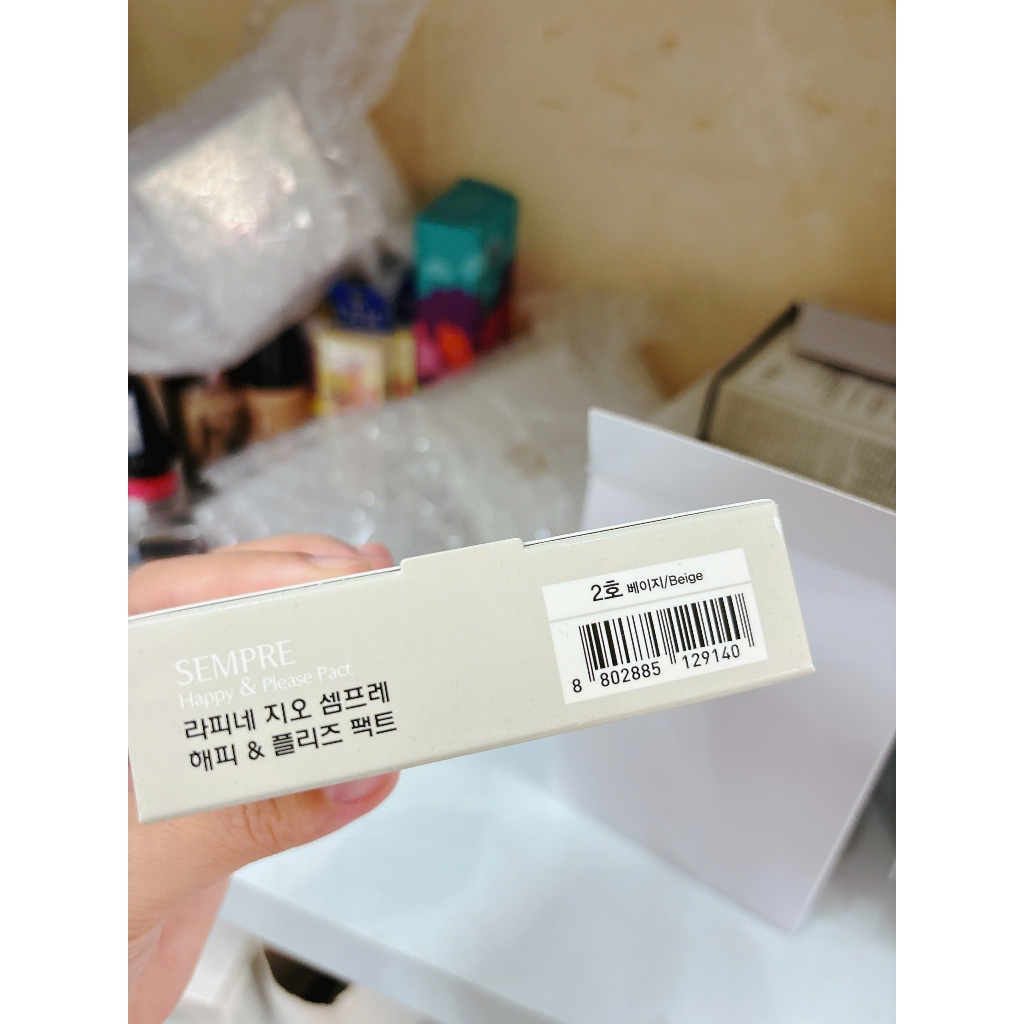 SEMPRE
Happy & Please Pact
라피네 지오 셈프레
해피 & 플리즈 팩트
2호 베이지/Beige
8 802885 129140